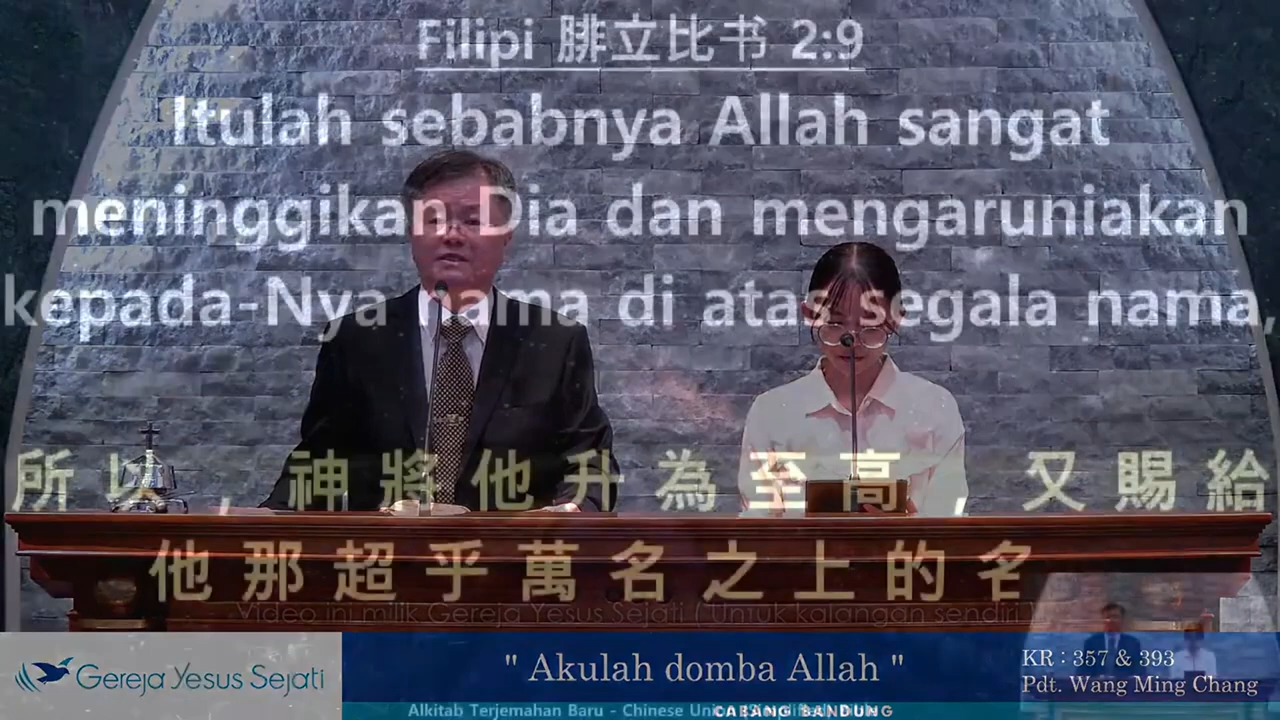 Filipi 腓立比书 2:9
Itulah sebabnya Allah sangat
meninggikan Dia dan mengaruniakan
kepada-Nya nama di atas segala nama,
所以，神將他升為至高，又賜給
他那超乎萬名之上的名
Video ini milik Gereja Yesus Sejati ( Untuk kalangan sendiri )
Gereja Yesus Sejati
" Akulah domba Allah "
KR : 357 & 393
Pdt. Wang Ming Chang
Alkitab Terjemahan Baru - Chinese
CABANG BANDUNG